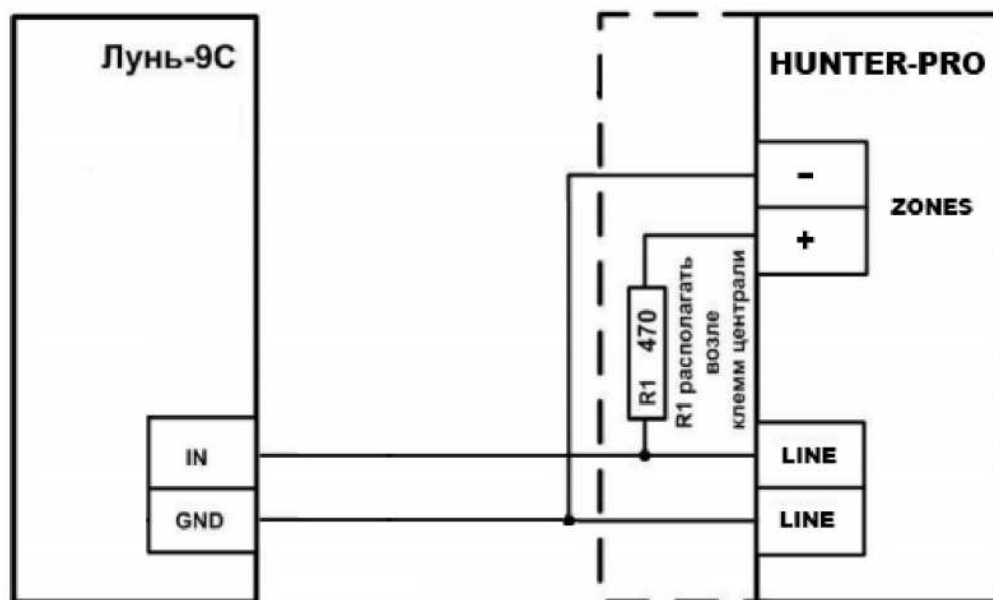 Лунь-9С
HUNTER-PRO
-
ZONES
+
R1 470
R1 располагать
возле
клемм централи
IN
LINE
GND
LINE